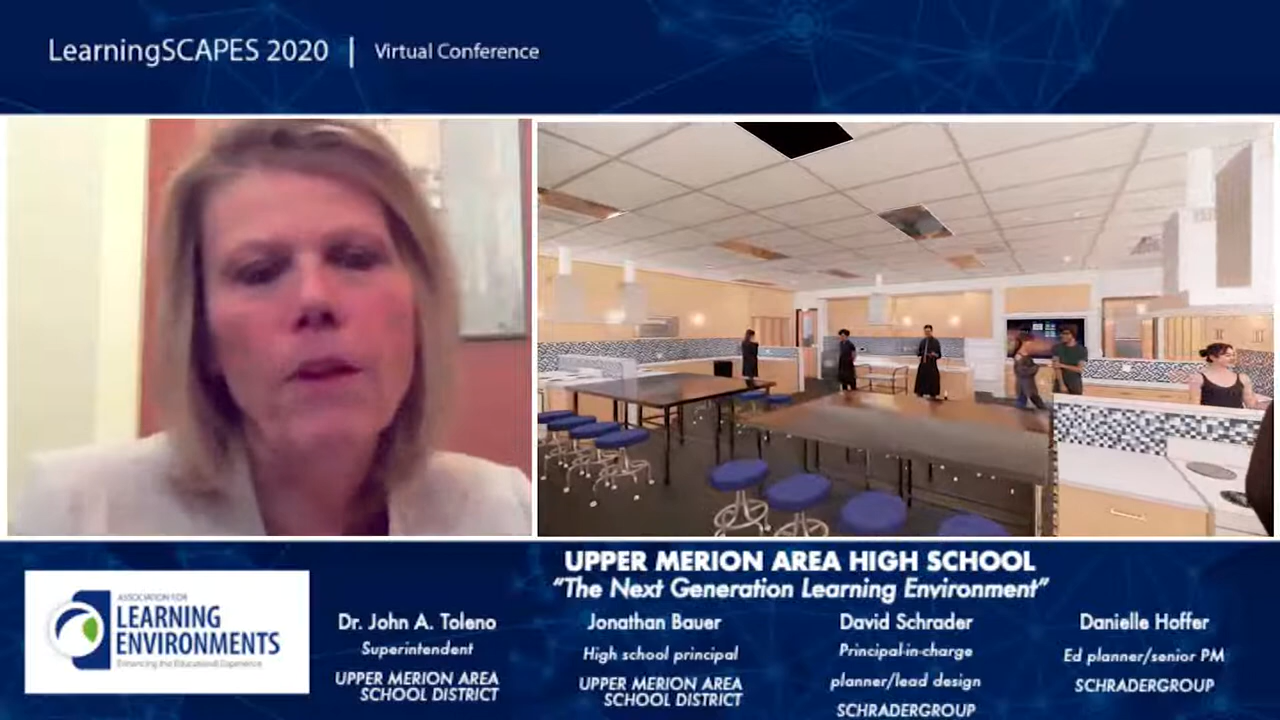 LearningSCAPES 2020 | Virtual Conference
UPPER MERION AREA HIGH SCHOOL
“The Next Generation Learning Environment”
ASSOCIATION FOR
LEARNING
ENVIRONMENTS
Enhancing the Educational Experience
Dr. John A. Toleno
Superintendent
UPPER MERION AREA
SCHOOL DISTRICT
Jonathan Bauer
High school principal
UPPER MERION AREA
SCHOOL DISTRICT
David Schrader
Principal-in-charge
planner/lead design
SCHRADERGROUP
Danielle Hoffer
Ed planner/senior PM
SCHRADERGROUP